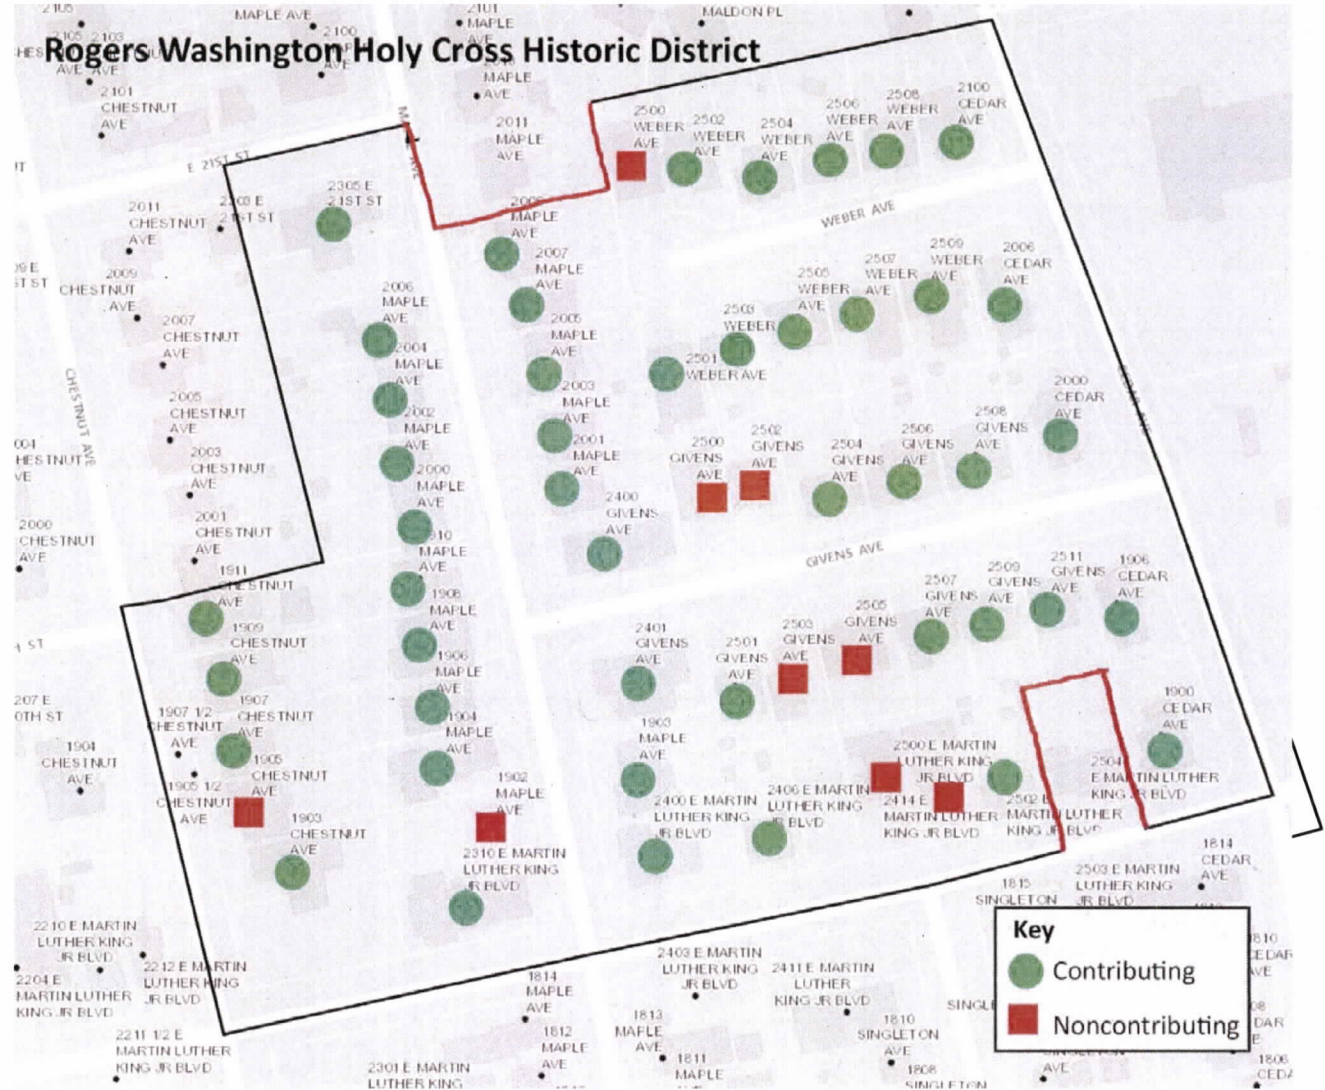 Rogers Washington Holy Cross Historic District
MAPLE AVE
2100
2101
MAPLE
AVE
MALDON PL
2105
2103
2101
CHESTNUT
AVE
MAPLE
AVE
2011
MAPLE
AVE
2500
WEBER
AVE
2502
WEBER
AVE
2504
WEBER
AVE
2506
WEBER
AVE
2508
WEBER
AVE
2100
CEDAR
AVE
E 21ST ST
2303 E
21ST ST
2305 E
21ST ST
2011
CHESTNUT
AVE
2009
CHESTNUT
AVE
2007
CHESTNUT
AVE
2005
CHESTNUT
AVE
2003
CHESTNUT
AVE
2001
CHESTNUT
AVE
CHESTNUT AVE
2000
CHESTNUT
AVE
MAPLE
AVE
2007
MAPLE
AVE
2005
MAPLE
AVE
2003
MAPLE
AVE
2001
MAPLE
AVE
2400
GIVENS
AVE
2006
MAPLE
AVE
2004
MAPLE
AVE
2002
MAPLE
AVE
2000
MAPLE
AVE
MAPLE
AVE
1908
MAPLE
AVE
1906
MAPLE
AVE
1904
MAPLE
AVE
1902
MAPLE
AVE
2310 E MARTIN
LUTHER KING
JR BLVD
WEBER AVE
2501
WEBER AVE
2503
WEBER
2505
WEBER
AVE
2507
WEBER
AVE
2509
WEBER
AVE
2006
CEDAR
AVE
2000
CEDAR
AVE
2500
GIVENS
AVE
2502
GIVENS
AVE
2504
GIVENS
AVE
2506
GIVENS
AVE
2508
GIVENS
AVE
GIVENS AVE
2401
GIVENS
AVE
2501
GIVENS
AVE
2503
GIVENS
AVE
2505
GIVENS
AVE
2507
GIVENS
AVE
2509
GIVENS
AVE
2511
GIVENS
AVE
1906
CEDAR
AVE
1900
CEDAR
AVE
1911
CHESTNUT
AVE
1909
CHESTNUT
AVE
1907
CHESTNUT
AVE
1907 1/2
CHESTNUT
AVE
1905
CHESTNUT
AVE
1905 1/2
CHESTNUT
AVE
1903
CHESTNUT
AVE
1904
CHESTNUT
AVE
1903
MAPLE
AVE
2400 E MARTIN
LUTHER KING
JR BLVD
2406 E MARTIN
LUTHER KING
JR BLVD
2500 E MARTIN
LUTHER KING
JR BLVD
2414 E
MARTIN LUTHER
KING JR BLVD
2502 E
MARTIN LUTHER
KING JR BLVD
2504
E MARTIN LUTHER
KING JR BLVD
1814
CEDAR
AVE
2503 E MARTIN
LUTHER KING
JR BLVD
1815
SINGLETON
2210 E MARTIN
LUTHER KING
JR BLVD
2212 E MARTIN
LUTHER KING
JR BLVD
2204 E
MARTIN LUTHER
KING JR BLVD
2211 1/2 E
MARTIN LUTHER
KING JR BLVD
2301 E MARTIN
LUTHER KING
1814
MAPLE
AVE
1812
MAPLE
AVE
2403 E MARTIN
LUTHER KING
JR BLVD
2411 E MARTIN
LUTHER
KING JR BLVD
1813
MAPLE
AVE
1811
MAPLE
1810
SINGLETON
AVE
1808
SINGLETON
AVE
1806
Key
Contributing
Noncontributing